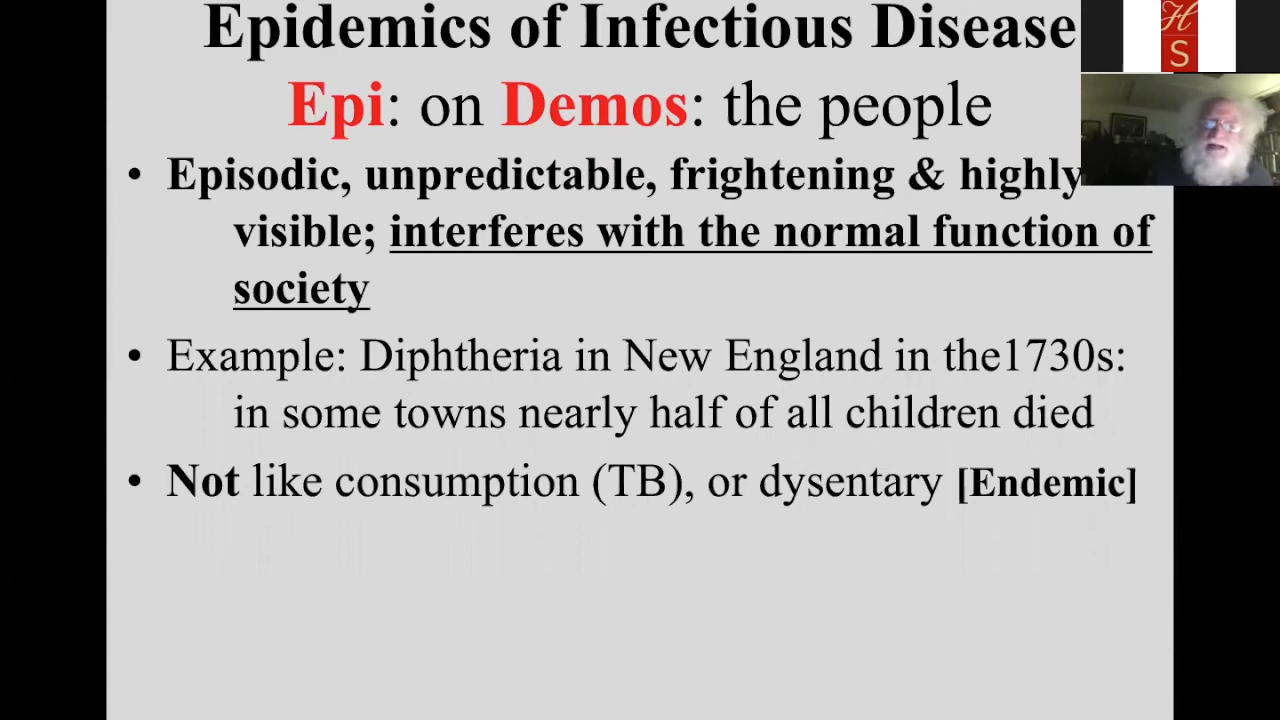 Epidemics of Infectious Disease
Epi: on Demos: the people
• Episodic, unpredictable, frightening & highly
visible; interferes with the normal function of
society
• Example: Diphtheria in New England in the1730s:
in some towns nearly half of all children died
• Not like consumption (TB), or dysentary [Endemic]
H
S